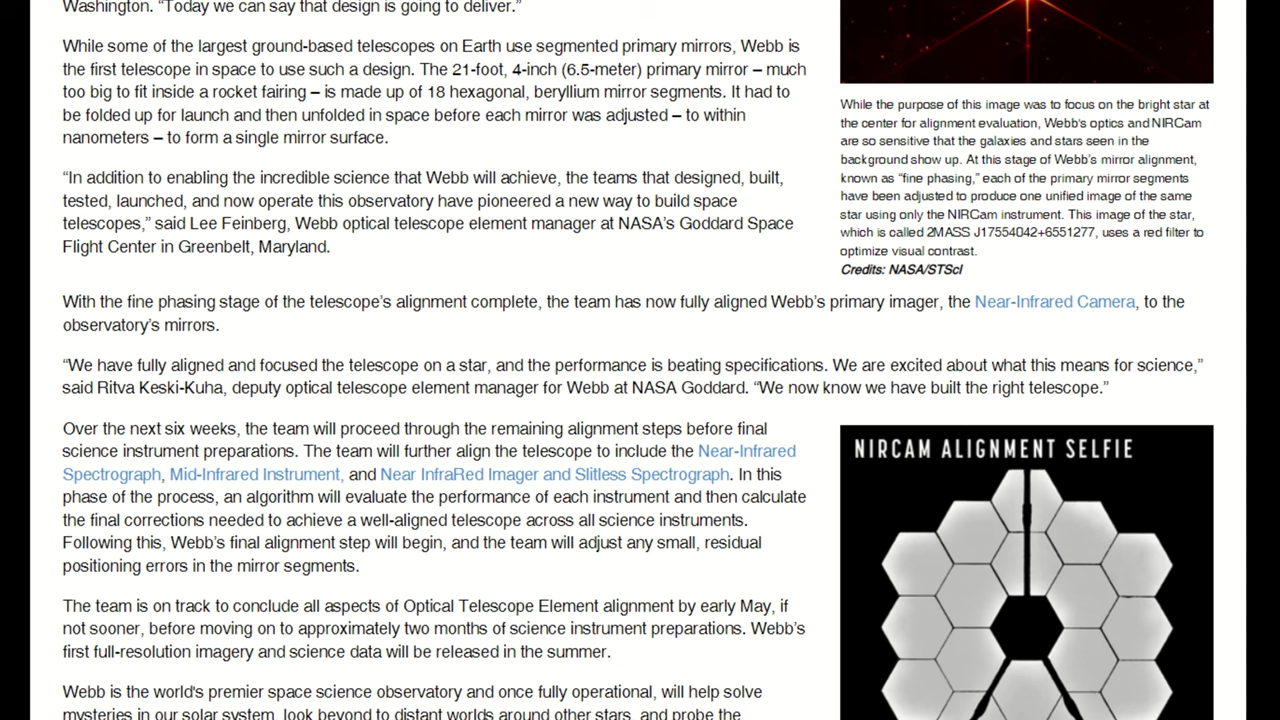 Washington. “Today we can say that design is going to deliver.”
While some of the largest ground-based telescopes on Earth use segmented primary mirrors, Webb is
the first telescope in space to use such a design. The 21-foot, 4-inch (6.5-meter) primary mirror – much
too big to fit inside a rocket fairing – is made up of 18 hexagonal, beryllium mirror segments. It had to
be folded up for launch and then unfolded in space before each mirror was adjusted – to within
nanometers – to form a single mirror surface.
“In addition to enabling the incredible science that Webb will achieve, the teams that designed, built,
tested, launched, and now operate this observatory have pioneered a new way to build space
telescopes,” said Lee Feinberg, Webb optical telescope element manager at NASA’s Goddard Space
Flight Center in Greenbelt, Maryland.
While the purpose of this image was to focus on the bright star at
the center for alignment evaluation, Webb's optics and NIRCam
are so sensitive that the galaxies and stars seen in the
background show up. At this stage of Webb’s mirror alignment,
known as “fine phasing,” each of the primary mirror segments
have been adjusted to produce one unified image of the same
star using only the NIRCam instrument. This image of the star,
which is called 2MASS J17554042+6551277, uses a red filter to
optimize visual contrast.
Credits: NASA/STScI
With the fine phasing stage of the telescope’s alignment complete, the team has now fully aligned Webb’s primary imager, the Near-Infrared Camera, to the
observatory’s mirrors.
“We have fully aligned and focused the telescope on a star, and the performance is beating specifications. We are excited about what this means for science,”
said Ritva Keski-Kuha, deputy optical telescope element manager for Webb at NASA Goddard. “We now know we have built the right telescope.”
Over the next six weeks, the team will proceed through the remaining alignment steps before final
science instrument preparations. The team will further align the telescope to include the Near-Infrared
Spectrograph, Mid-Infrared Instrument, and Near InfraRed Imager and Slitless Spectrograph. In this
phase of the process, an algorithm will evaluate the performance of each instrument and then calculate
the final corrections needed to achieve a well-aligned telescope across all science instruments.
Following this, Webb’s final alignment step will begin, and the team will adjust any small, residual
positioning errors in the mirror segments.
The team is on track to conclude all aspects of Optical Telescope Element alignment by early May, if
not sooner, before moving on to approximately two months of science instrument preparations. Webb’s
first full-resolution imagery and science data will be released in the summer.
Webb is the world's premier space science observatory and once fully operational, will help solve
mysteries in our solar system, look beyond to distant worlds around other stars, and probe the
NIRCAM ALIGNMENT SELFIE